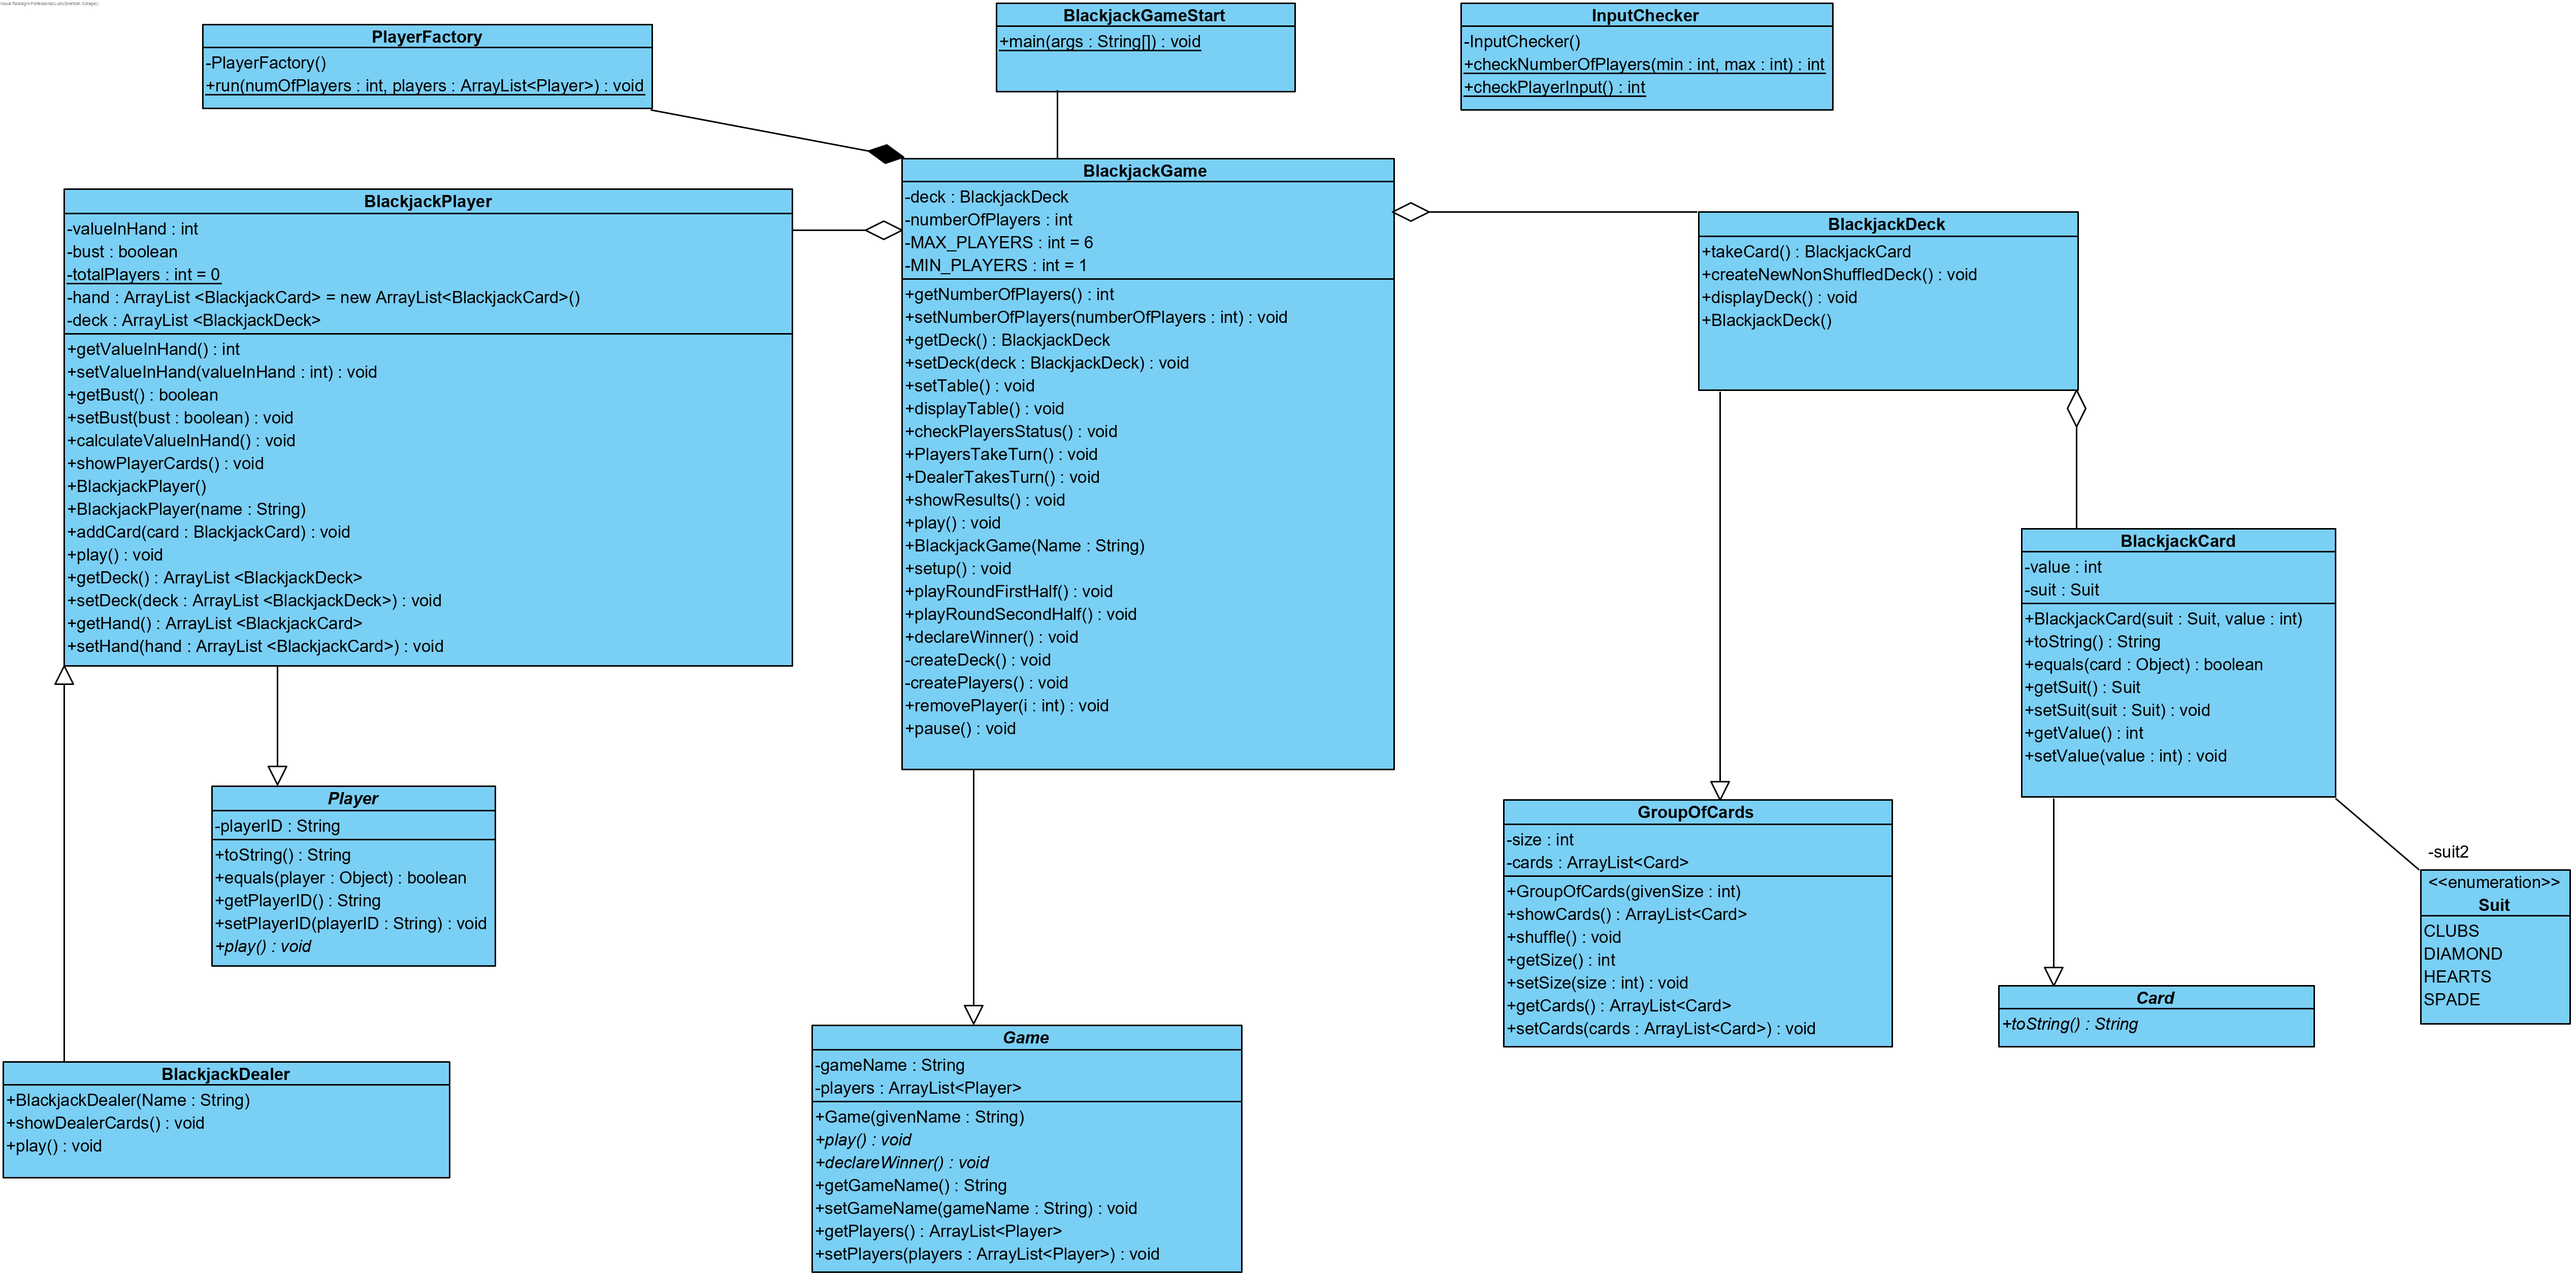 Visual Paradigm Professional(Luis(Sheridan College))
PlayerFactory
-PlayerFactory()
+run(numOfPlayers : int, players : ArrayList<Player>) : void
BlackjackGameStart
+main(args : String[]) : void
InputChecker
-InputChecker()
+checkNumberOfPlayers(min : int, max : int) : int
+checkPlayerInput() : int
BlackjackPlayer
-valueInHand : int
-bust : boolean
-totalPlayers : int = 0
-hand : ArrayList <BlackjackCard> = new ArrayList<BlackjackCard>()
-deck : ArrayList <BlackjackDeck>
+getValueInHand() : int
+setValueInHand(valueInHand : int) : void
+getBust() : boolean
+setBust(bust : boolean) : void
+calculateValueInHand() : void
+showPlayerCards() : void
+BlackjackPlayer()
+BlackjackPlayer(name : String)
+addCard(card : BlackjackCard) : void
+play() : void
+getDeck() : ArrayList <BlackjackDeck>
+setDeck(deck : ArrayList <BlackjackDeck>) : void
+getHand() : ArrayList <BlackjackCard>
+setHand(hand : ArrayList <BlackjackCard>) : void
BlackjackGame
-deck : BlackjackDeck
-numberOfPlayers : int
-MAX_PLAYERS : int = 6
-MIN_PLAYERS : int = 1
+getNumberOfPlayers() : int
+setNumberOfPlayers(numberOfPlayers : int) : void
+getDeck() : BlackjackDeck
+setDeck(deck : BlackjackDeck) : void
+setTable() : void
+displayTable() : void
+checkPlayersStatus() : void
+PlayersTakeTurn() : void
+DealerTakesTurn() : void
+showResults() : void
+play() : void
+BlackjackGame(Name : String)
+setup() : void
+playRoundFirstHalf() : void
+playRoundSecondHalf() : void
+declareWinner() : void
-createDeck() : void
-createPlayers() : void
+removePlayer(i : int) : void
+pause() : void
BlackjackDeck
+takeCard() : BlackjackCard
+createNewNonShuffledDeck() : void
+displayDeck() : void
+BlackjackDeck()
BlackjackCard
-value : int
-suit : Suit
+BlackjackCard(suit : Suit, value : int)
+toString() : String
+equals(card : Object) : boolean
+getSuit() : Suit
+setSuit(suit : Suit) : void
+getValue() : int
+setValue(value : int) : void
Player
-playerID : String
+toString() : String
+equals(player : Object) : boolean
+getPlayerID() : String
+setPlayerID(playerID : String) : void
+play() : void
GroupOfCards
-size : int
-cards : ArrayList<Card>
+GroupOfCards(givenSize : int)
+showCards() : ArrayList<Card>
+shuffle() : void
+getSize() : int
+setSize(size : int) : void
+getCards() : ArrayList<Card>
+setCards(cards : ArrayList<Card>) : void
-suit2
<<enumeration>>
Suit
CLUBS
DIAMOND
HEARTS
SPADE
Card
+toString() : String
BlackjackDealer
+BlackjackDealer(Name : String)
+showDealerCards() : void
+play() : void
Game
-gameName : String
-players : ArrayList<Player>
+Game(givenName : String)
+play() : void
+declareWinner() : void
+getGameName() : String
+setGameName(gameName : String) : void
+getPlayers() : ArrayList<Player>
+setPlayers(players : ArrayList<Player>) : void